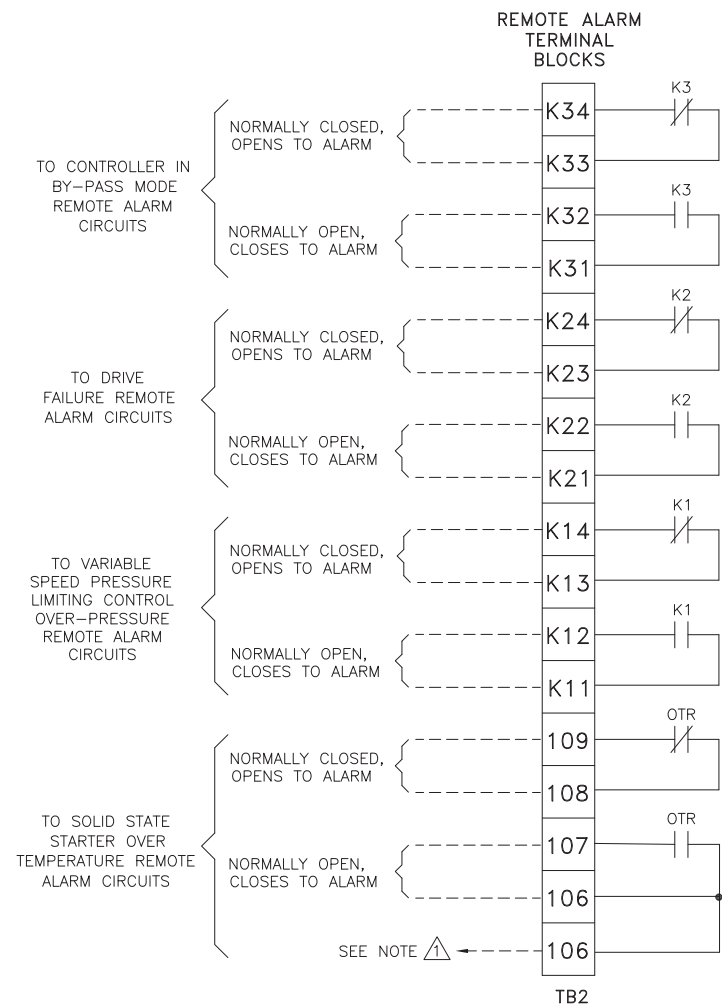 REMOTE ALARM
TERMINAL
BLOCKS
TO CONTROLLER IN
BY-PASS MODE
REMOTE ALARM
CIRCUITS
NORMALLY CLOSED,
OPENS TO ALARM
K34
K3
K33
NORMALLY OPEN,
CLOSES TO ALARM
K32
K3
K31
TO DRIVE
FAILURE REMOTE
ALARM CIRCUITS
NORMALLY CLOSED,
OPENS TO ALARM
K24
K2
K23
NORMALLY OPEN,
CLOSES TO ALARM
K22
K2
K21
TO VARIABLE
SPEED PRESSURE
LIMITING CONTROL
OVER-PRESSURE
REMOTE ALARM
CIRCUITS
NORMALLY CLOSED,
OPENS TO ALARM
K14
K1
K13
NORMALLY OPEN,
CLOSES TO ALARM
K12
K1
K11
TO SOLID STATE
STARTER OVER
TEMPERATURE REMOTE
ALARM CIRCUITS
NORMALLY CLOSED,
OPENS TO ALARM
109
OTR
108
NORMALLY OPEN,
CLOSES TO ALARM
107
OTR
106
SEE NOTE 1
106
TB2